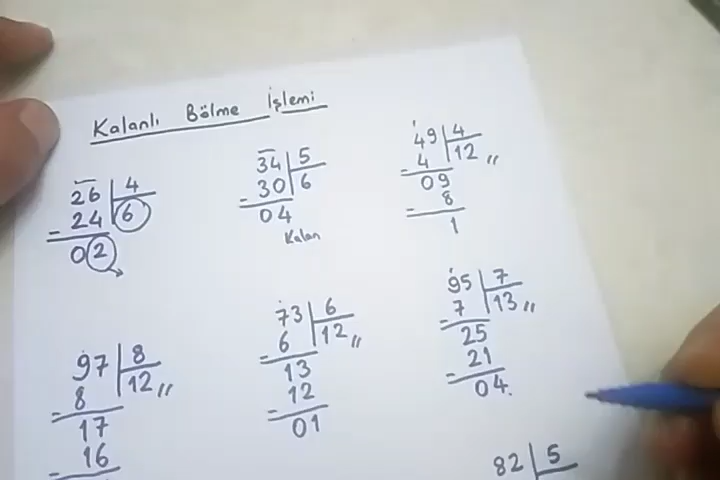 Kalanlı Bölme İşlemi
26 | 4
- 24 | 6
02
34 | 5
- 30 | 6
04
Kalan
49 | 4
- 4 | 12 //
09
- 8
1
97 | 8
- 8 | 12 //
17
- 16
73 | 6
- 6 | 12 //
13
- 12
01
95 | 7
- 7 | 13 //
25
- 21
04.
82 | 5